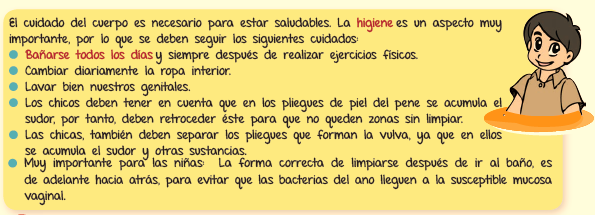 El cuidado del cuerpo es necesario para estar saludables. La higiene es un aspecto muy
importante, por lo que se deben seguir los siguientes cuidados:
Bañarse todos los días y siempre después de realizar ejercicios físicos.
Cambiar diariamente la ropa interior.
Lavar bien nuestros genitales.
Los chicos deben tener en cuenta que en los pliegues de piel del pene se acumula el
sudor, por tanto, deben retroceder éste para que no queden zonas sin limpiar.
Las chicas, también deben separar los pliegues que forman la vulva, ya que en ellos
se acumula el sudor y otras sustancias.
Muy importante para las niñas: La forma correcta de limpiarse después de ir al baño, es
de adelante hacia atrás, para evitar que las bacterias del ano lleguen a la susceptible mucosa
vaginal.